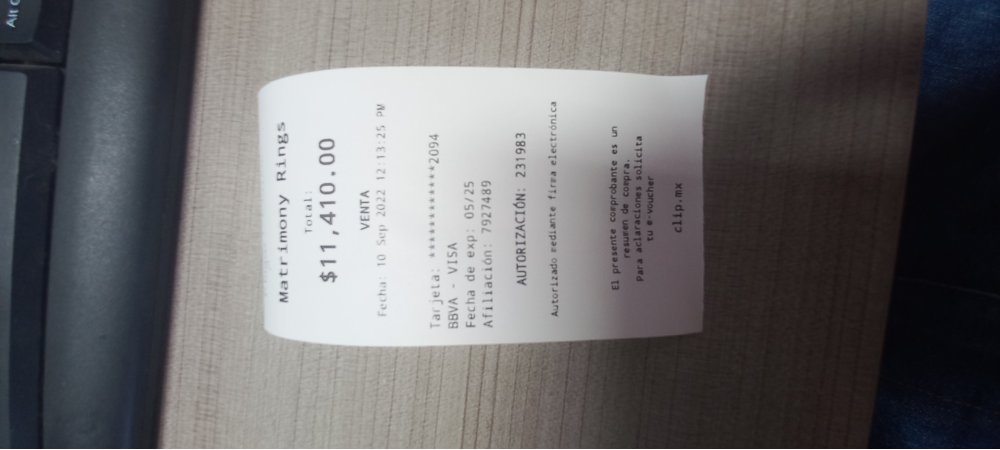 Matrimony Rings
Total:
$11,410.00
VENTA
Fecha: 10 Sep 2022 12:13:25 PM
Tarjeta: ************2094
BBVA - VISA
Fecha de exp: 05/25
Afiliación: 7927489
AUTORIZACIÓN: 231983
Autorizado mediante firma electrónica
El presente comprobante es un
resumen de compra.
Para aclaraciones solicita
tu e-voucher
clip.mx
Alt